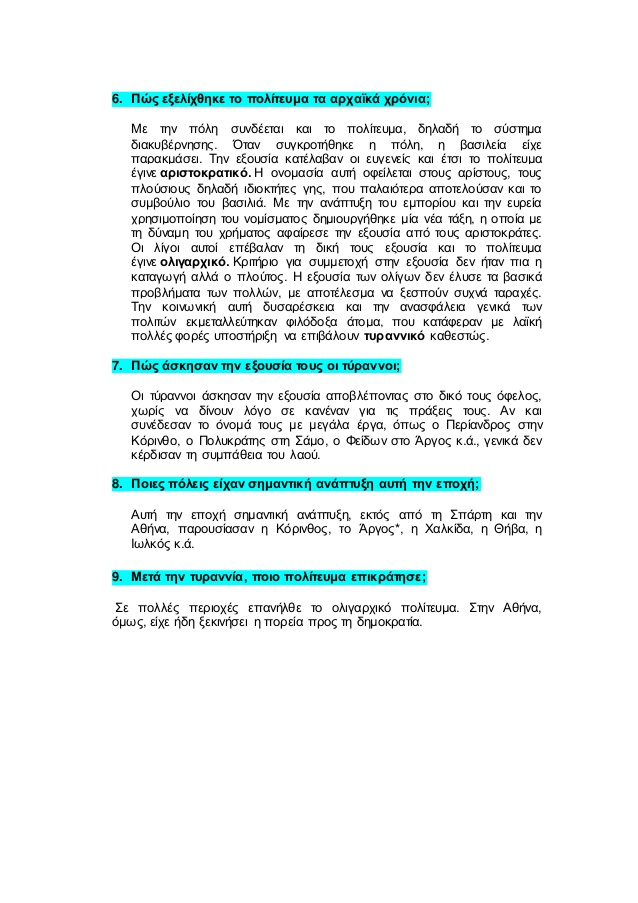 6. Πώς εξελίχθηκε το πολίτευμα τα αρχαϊκά χρόνια;
Με την πόλη συνδέεται και το πολίτευμα, δηλαδή το σύστημα
διακυβέρνησης. Όταν συγκροτήθηκε η πόλη, η βασιλεία είχε
παρακμάσει. Την εξουσία κατέλαβαν οι ευγενείς και έτσι το πολίτευμα
έγινε αριστοκρατικό. Η ονομασία αυτή οφείλεται στους αρίστους, τους
πλούσιους δηλαδή ιδιοκτήτες γης, που παλαιότερα αποτελούσαν και το
συμβούλιο του βασιλιά. Με την ανάπτυξη του εμπορίου και την ευρεία
χρησιμοποίηση του νομίσματος δημιουργήθηκε μία νέα τάξη, η οποία με
τη δύναμη του χρήματος αφαίρεσε την εξουσία από τους αριστοκράτες.
Οι λίγοι αυτοί επέβαλαν τη δική τους εξουσία και το πολίτευμα
έγινε ολιγαρχικό. Κριτήριο για συμμετοχή στην εξουσία δεν ήταν πια η
καταγωγή αλλά ο πλούτος. Η εξουσία των ολίγων δεν έλυσε τα βασικά
προβλήματα των πολλών, με αποτέλεσμα να ξεσπούν συχνά ταραχές.
Την κοινωνική αυτή δυσαρέσκεια και την ανασφάλεια γενικά των
πολιτών εκμεταλλεύτηκαν φιλόδοξα άτομα, που κατάφεραν με λαϊκή
πολλές φορές υποστήριξη να επιβάλουν τυραννικό καθεστώς.
7. Πώς άσκησαν την εξουσία τους οι τύραννοι;
Οι τύραννοι άσκησαν την εξουσία αποβλέποντας στο δικό τους όφελος,
χωρίς να δίνουν λόγο σε κανέναν για τις πράξεις τους. Αν και
συνέδεσαν το όνομά τους με μεγάλα έργα, όπως ο Περίανδρος στην
Κόρινθο, ο Πολυκράτης στη Σάμο, ο Φείδων στο Άργος κ.ά., γενικά δεν
κέρδισαν τη συμπάθεια του λαού.
8. Ποιες πόλεις είχαν σημαντική ανάπτυξη αυτή την εποχή;
Αυτή την εποχή σημαντική ανάπτυξη, εκτός από τη Σπάρτη και την
Αθήνα, παρουσίασαν η Κόρινθος, το Άργος*, η Χαλκίδα, η Θήβα, η
Ιωλκός κ.ά.
9. Μετά την τυραννία, ποιο πολίτευμα επικράτησε;
Σε πολλές περιοχές επανήλθε το ολιγαρχικό πολίτευμα. Στην Αθήνα,
όμως, είχε ήδη ξεκινήσει η πορεία προς τη δημοκρατία.